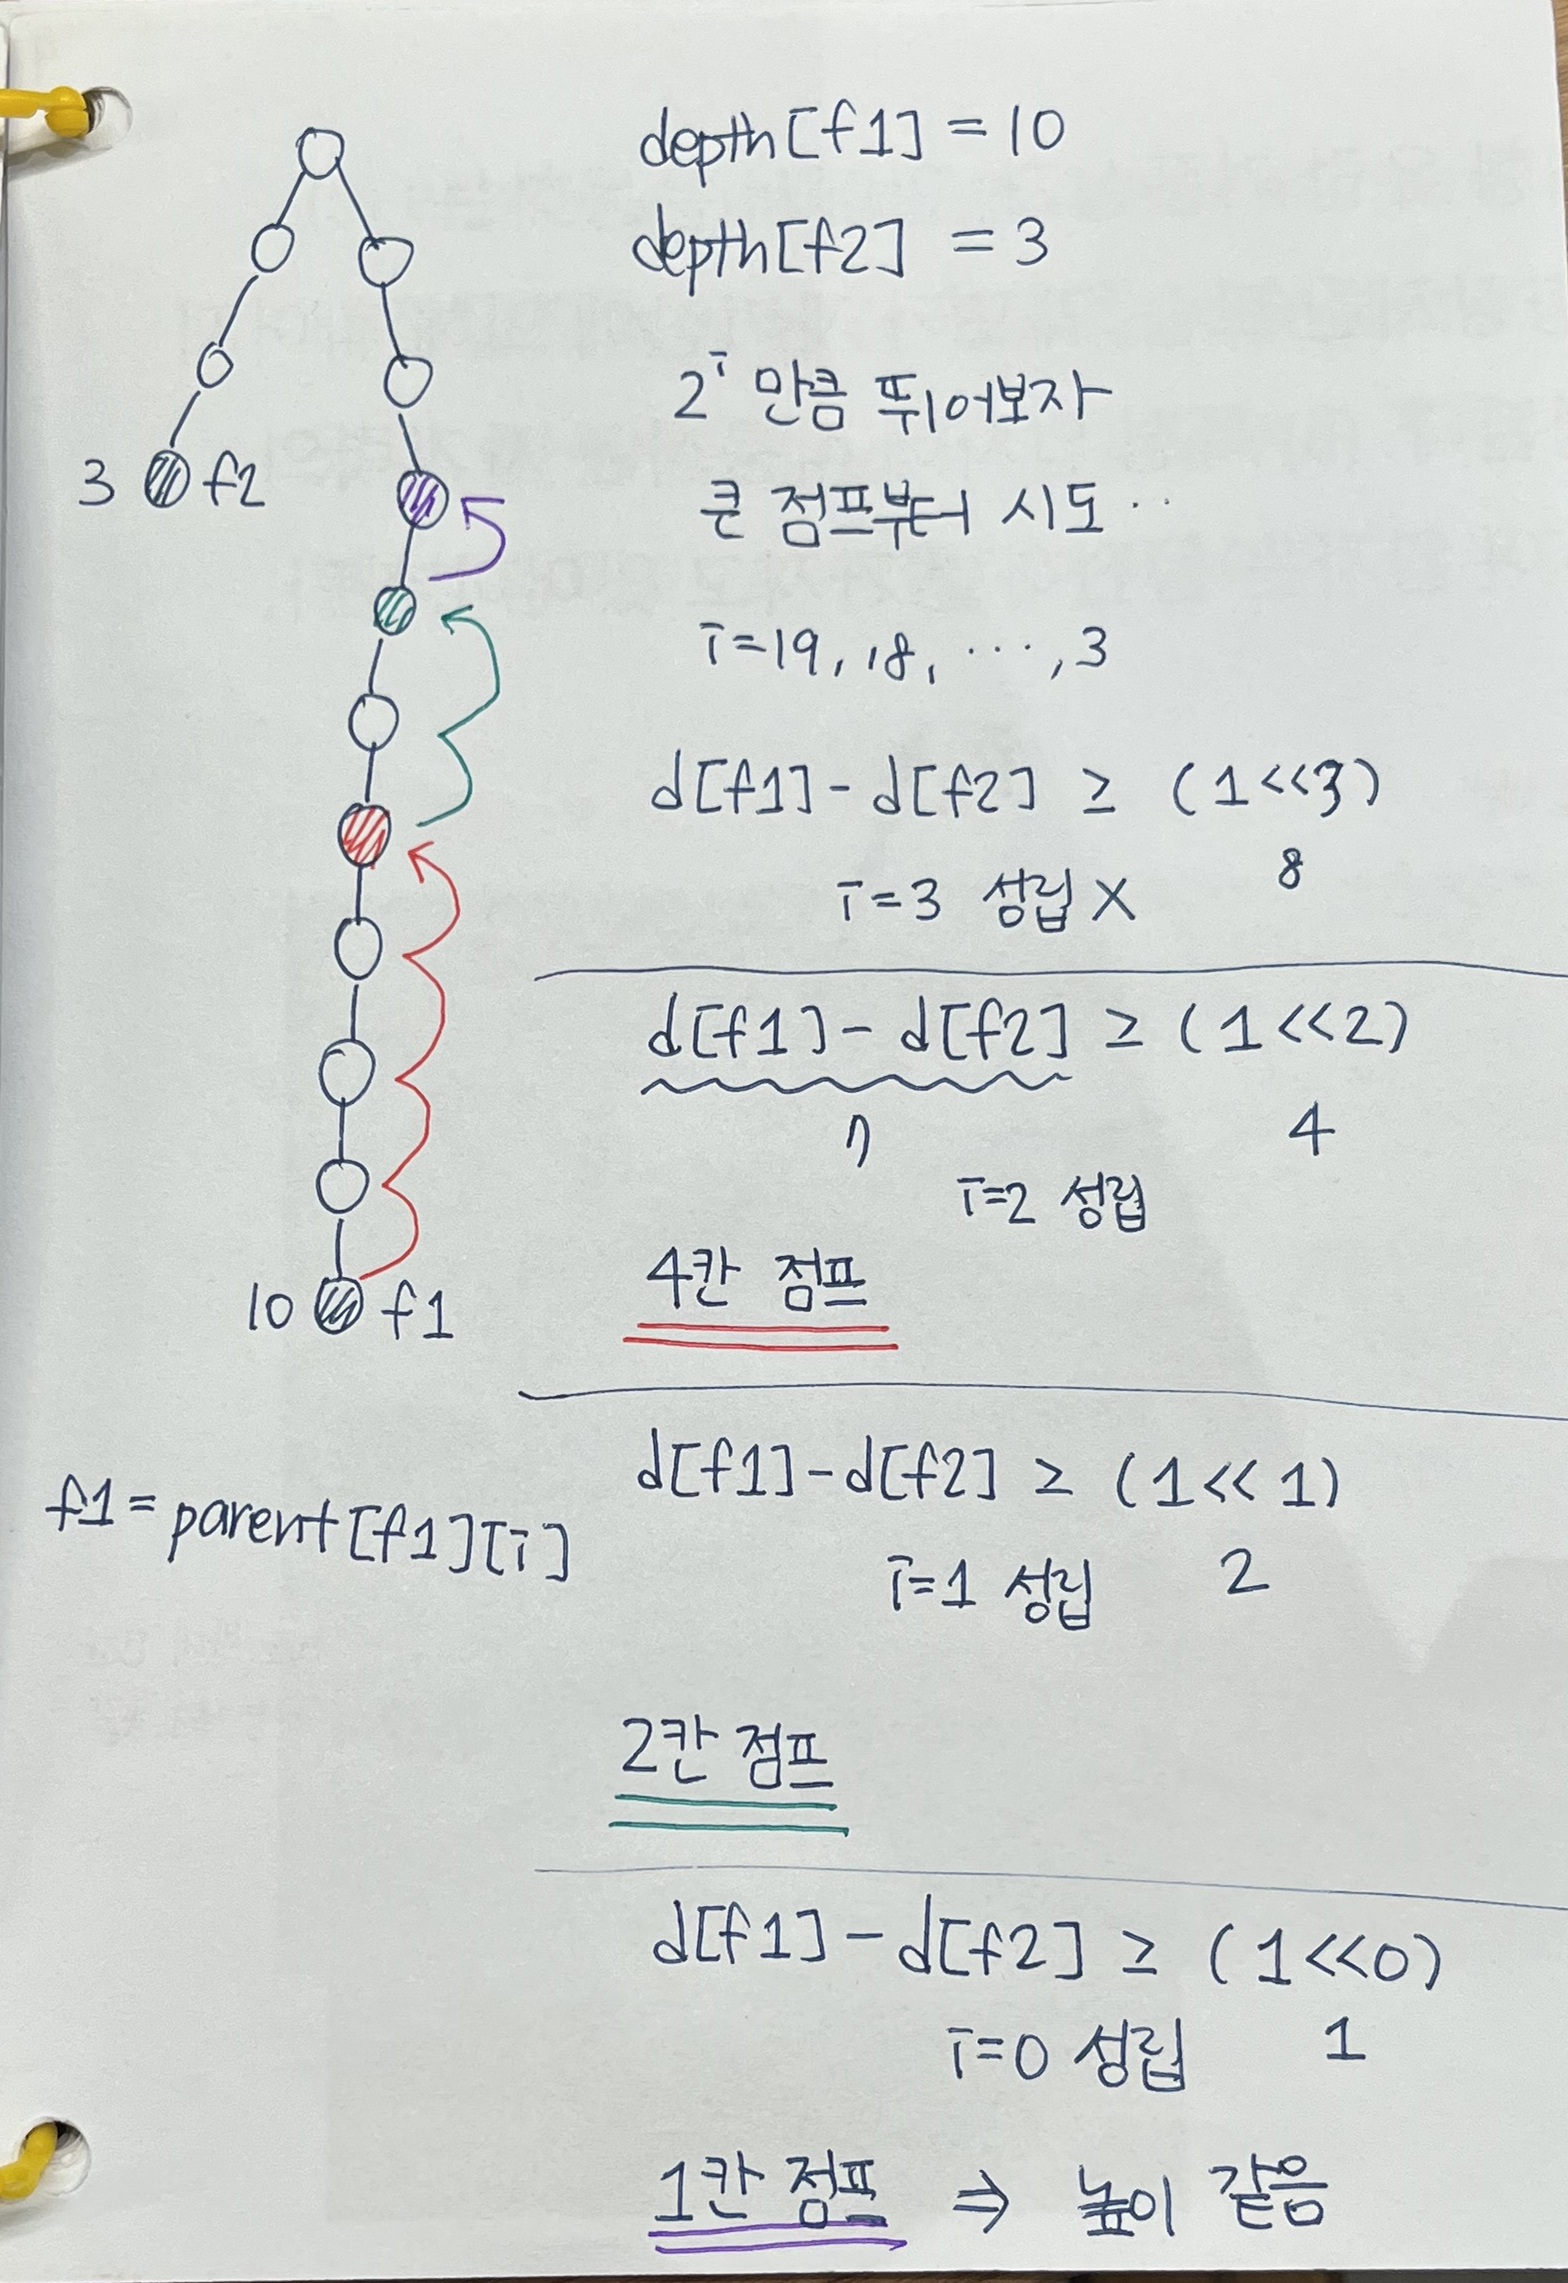 depth[f1] = 10
depth[f2] = 3
2^i 만큼 뛰어보자
3 f2
큰 점프부터 시도..
i=19, 18, ..., 3
d[f1] - d[f2] ≥ (1<<3)
8
i=3 성립 X
d[f1] - d[f2] ≥ (1<<2)
7 4
i=2 성립
4칸 점프
10 f1
d[f1] - d[f2] ≥ (1<<1)
f1 = parent[f1][i]
i=1 성립 2
2칸 점프
d[f1] - d[f2] ≥ (1<<0)
i=0 성립 1
1칸 점프 ⇒ 높이 같음